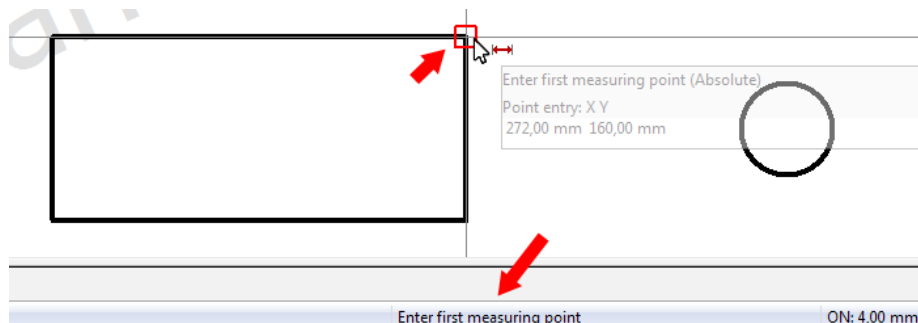 Enter first measuring point (Absolute)
Point entry: X Y
272,00 mm 160,00 mm
Enter first measuring point
ON: 4,00 mm